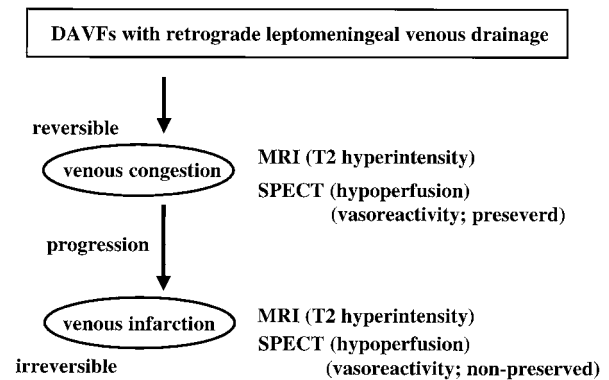 DAVFs with retrograde leptomeningeal venous drainage
reversible
venous congestion
MRI (T2 hyperintensity)
SPECT (hypoperfusion)
(vasoreactivity; preseverd)
progression
venous infarction
MRI (T2 hyperintensity)
SPECT (hypoperfusion)
(vasoreactivity; non-preserved)
irreversible